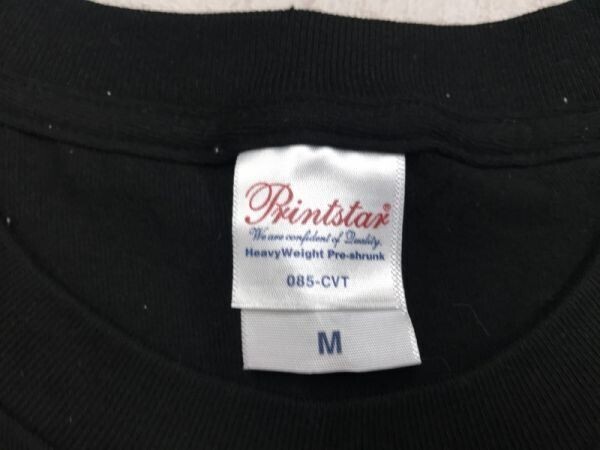 Printstar®
We are confident of Quality.
HeavyWeight Pre-shrunk
085-CVT
M